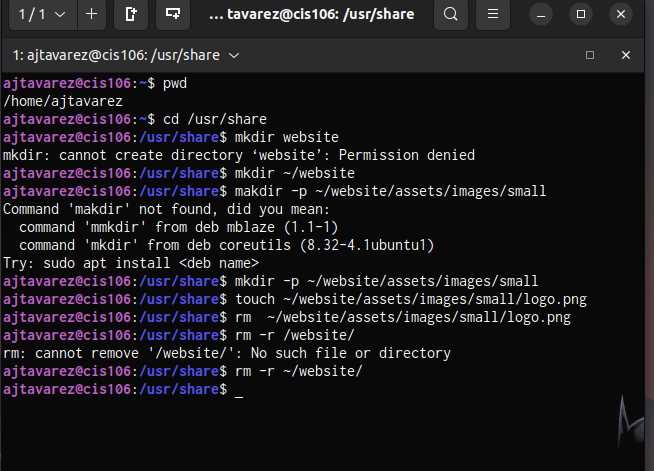 1 / 1
... tavarez@cis106: /usr/share
1: ajtavarez@cis106: /usr/share
ajtavarez@cis106:~$ pwd
/home/ajtavarez
ajtavarez@cis106:~$ cd /usr/share
ajtavarez@cis106:/usr/share$ mkdir website
mkdir: cannot create directory ‘website’: Permission denied
ajtavarez@cis106:/usr/share$ mkdir ~/website
ajtavarez@cis106:/usr/share$ makdir -p ~/website/assets/images/small
Command 'makdir' not found, did you mean:
  command 'mmkdir' from deb mblaze (1.1-1)
  command 'mkdir' from deb coreutils (8.32-4.1ubuntu1)
Try: sudo apt install <deb name>
ajtavarez@cis106:/usr/share$ mkdir -p ~/website/assets/images/small
ajtavarez@cis106:/usr/share$ touch ~/website/assets/images/small/logo.png
ajtavarez@cis106:/usr/share$ rm  ~/website/assets/images/small/logo.png
ajtavarez@cis106:/usr/share$ rm -r /website/
rm: cannot remove '/website/': No such file or directory
ajtavarez@cis106:/usr/share$ rm -r ~/website/
ajtavarez@cis106:/usr/share$ _